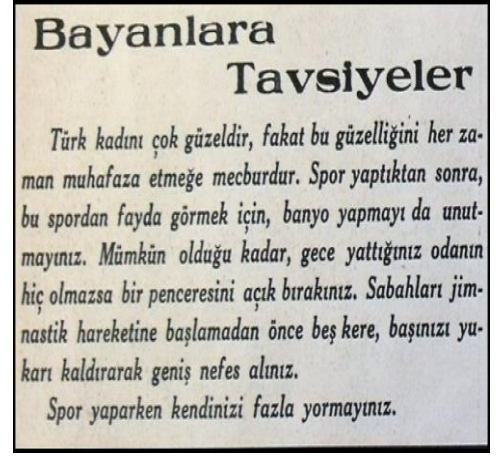 Bayanlara
Tavsiyeler
Türk kadını çok güzeldir, fakat bu güzelliğini her za-
man muhafaza etmeğe mecburdur. Spor yaptıktan sonra,
bu spordan fayda görmek için, banyo yapmayı da unut-
mayınız. Mümkün olduğu kadar, gece yattığınız odanın
hiç olmazsa bir penceresini açık bırakınız. Sabahları jim-
nastik hareketine başlamadan önce beş kere, başınızı yu-
karı kaldırarak geniş nefes alınız.
Spor yaparken kendinizi fazla yormayınız.